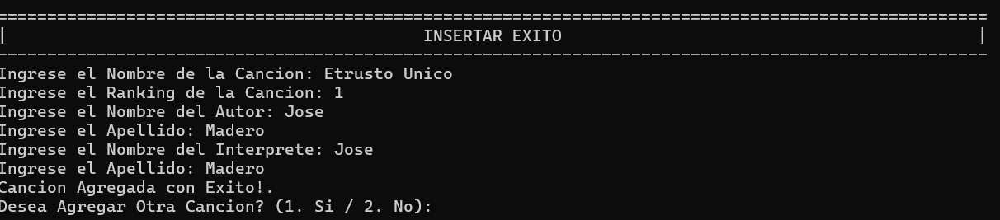 ====================================================================================================
| INSERTAR EXITO |
----------------------------------------------------------------------------------------------------
Ingrese el Nombre de la Cancion: Etrusto Unico
Ingrese el Ranking de la Cancion: 1
Ingrese el Nombre del Autor: Jose
Ingrese el Apellido: Madero
Ingrese el Nombre del Interprete: Jose
Ingrese el Apellido: Madero
Cancion Agregada con Exito!.
Desea Agregar Otra Cancion? (1. Si / 2. No):